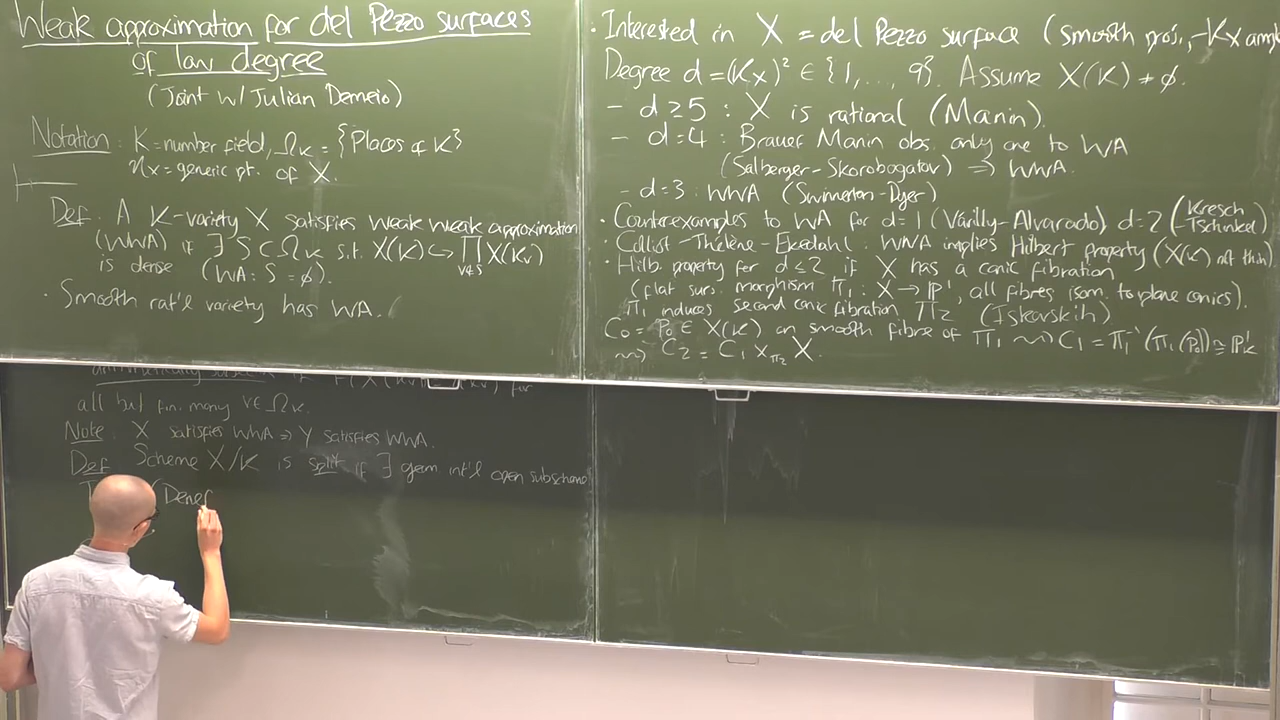 Weak approximation for del Pezzo surfaces
of low degree
(Joint w/ Julian Demeio)
Notation: K = number field, Ω_K = {Places of K}
η_X = generic pt. of X.
Def: A K-variety X satisfies weak weak approximation
(WWA) if ∃ S ⊂ Ω_K s.t. X(K) ↪ ∏_{v∉S} X(K_v)
is dense (WA: S = ∅).
· Smooth rat'l variety has WA. (
· Interested in X = del Pezzo surface (smooth proj., -K_X ampl
Degree d = (K_X)² ∈ {1, ..., 9}. Assume X(K) ≠ ∅.
- d ≥ 5 : X is rational (Manin).
- d = 4 : Brauer Manin obs. only one to WA
(Salberger-Skorobogatov) ⇒ WWA.
- d = 3 : WWA (Swinnerton-Dyer)
· Counterexamples to WA for d = 1 (Várilly-Alvarado) d = 2 (Kresch-Tschinkel)
· Colliot-Thélène-Ekedahl : WWA implies Hilbert property (X(K) not thin)
· Hilb. property for d ≤ 2 if X has a conic fibration
(flat surj. morphism π₁ : X → P¹, all fibres isom. to plane conics).
π₁ induces second conic fibration π₂ (Iskovskih)
C₀ = P₀ ∈ X(K) on smooth fibre of π₁ ⇝ C₁ = π₁⁻¹(π₁(P₀)) ≅ P¹_K
⇝ C₂ = C₁ ×_{π₂} X.
for
all but fin. many v ∈ Ω_K.
Note: X satisfies WWA ⇒ Y satisfies WWA.
Def: Scheme X/K is split if ∃ geom int'l open subscheme
(Denef